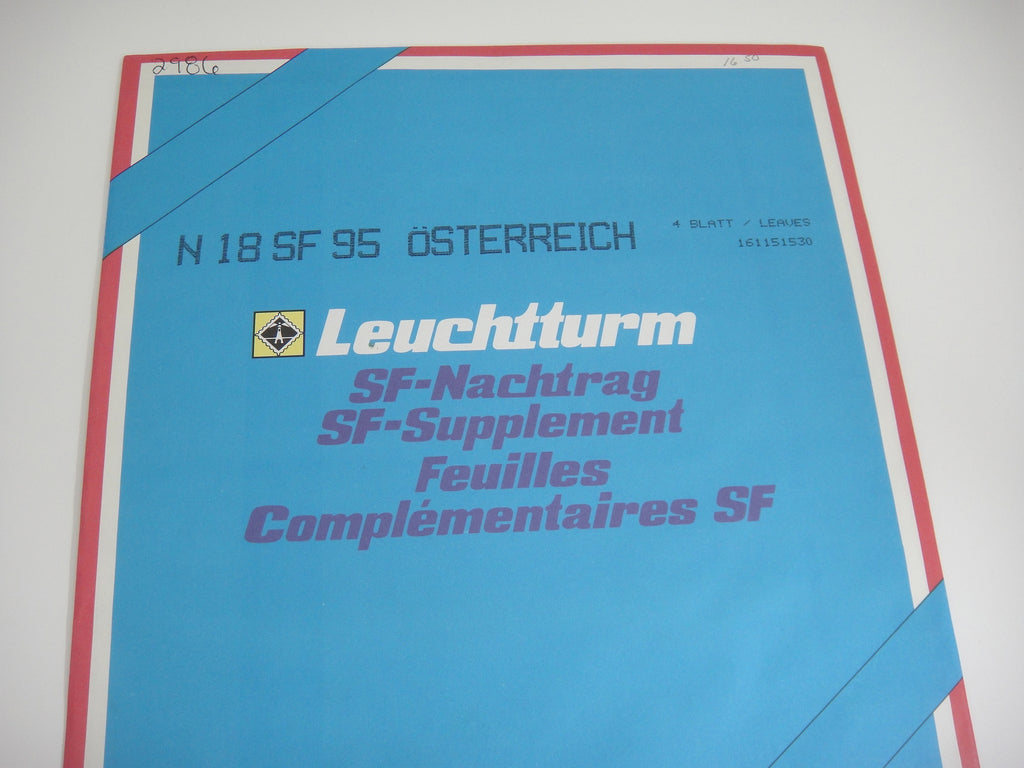 2986
16 50
N 18 SF 95 ÖSTERREICH
4 BLATT / LEAVES
161151530
Leuchtturm
SF-Nachtrag
SF-Supplement
Feuilles
Complémentaires SF